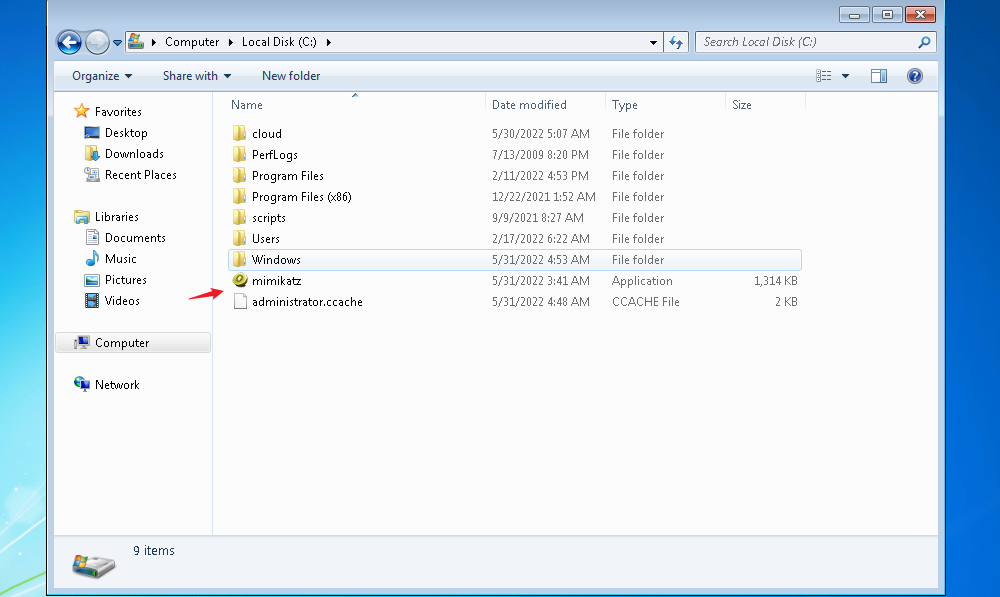 Computer Local Disk (C:) Search Local Disk (C:)
Organize Share with New folder
Name Date modified Type Size
Favorites
Desktop
Downloads
Recent Places
Libraries
Documents
Music
Pictures
Videos
Computer
Network
cloud 5/30/2022 5:07 AM File folder
PerfLogs 7/13/2009 8:20 PM File folder
Program Files 2/11/2022 4:53 PM File folder
Program Files (x86) 12/22/2021 1:52 AM File folder
scripts 9/9/2021 8:27 AM File folder
Users 2/17/2022 6:22 AM File folder
Windows 5/31/2022 4:53 AM File folder
mimikatz 5/31/2022 3:41 AM Application 1,314 KB
administrator.ccache 5/31/2022 4:48 AM CCACHE File 2 KB
9 items